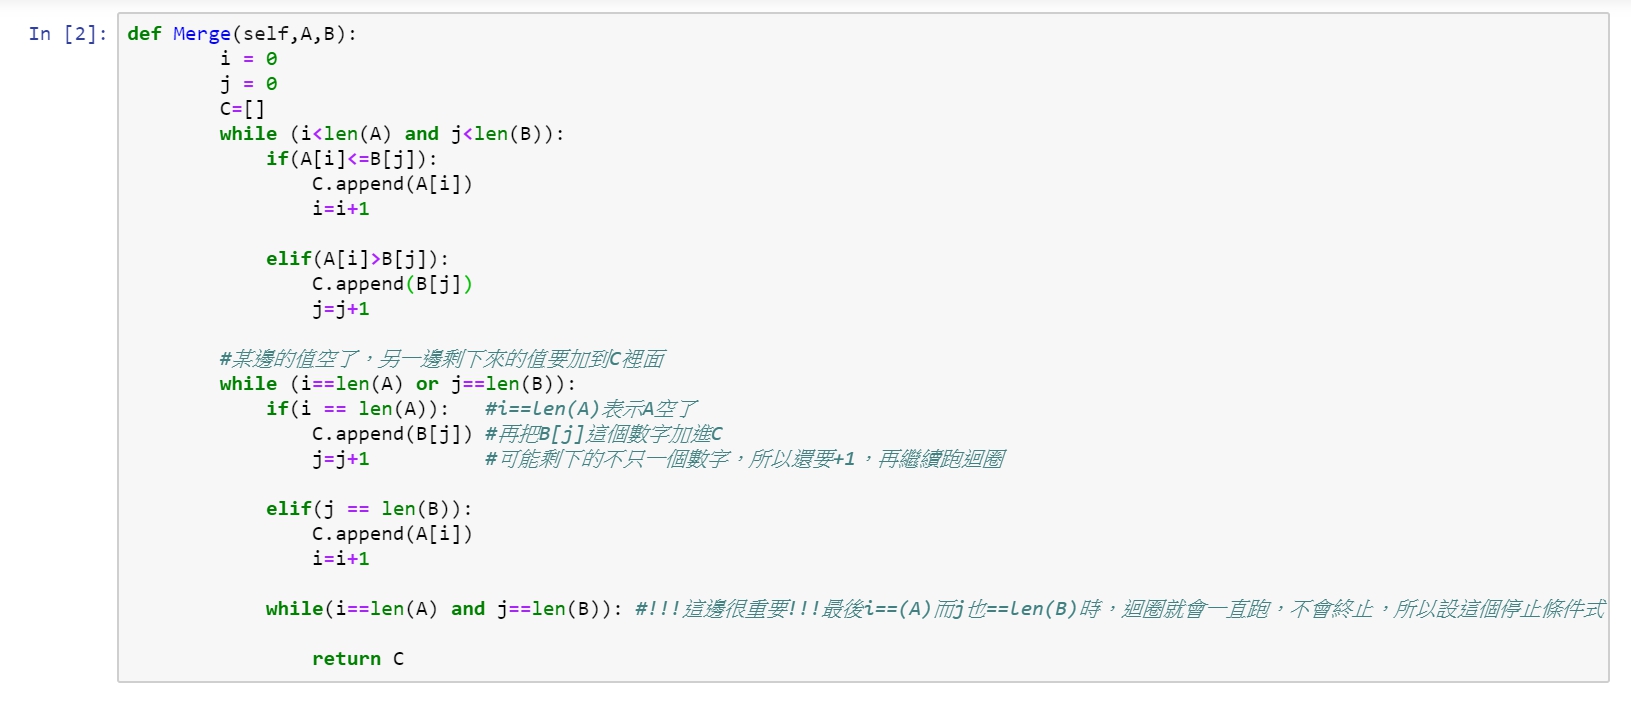 In [2]: def Merge(self,A,B):
i = 0
j = 0
C=[]
while (i<len(A) and j<len(B)):
if(A[i]<=B[j]):
C.append(A[i])
i=i+1
elif(A[i]>B[j]):
C.append(B[j])
j=j+1
#某邊的值空了，另一邊剩下來的值要加到C裡面
while (i==len(A) or j==len(B)):
if(i == len(A)): #i==len(A)表示A空了
C.append(B[j]) #再把B[j]這個數字加進C
j=j+1 #可能剩下的不只一個數字，所以還要+1，再繼續跑迴圈
elif(j == len(B)):
C.append(A[i])
i=i+1
while(i==len(A) and j==len(B)): #!!!這邊很重要!!!最後i==(A)而j也==len(B)時，迴圈就會一直跑，不會終止，所以設這個停止條件式
return C